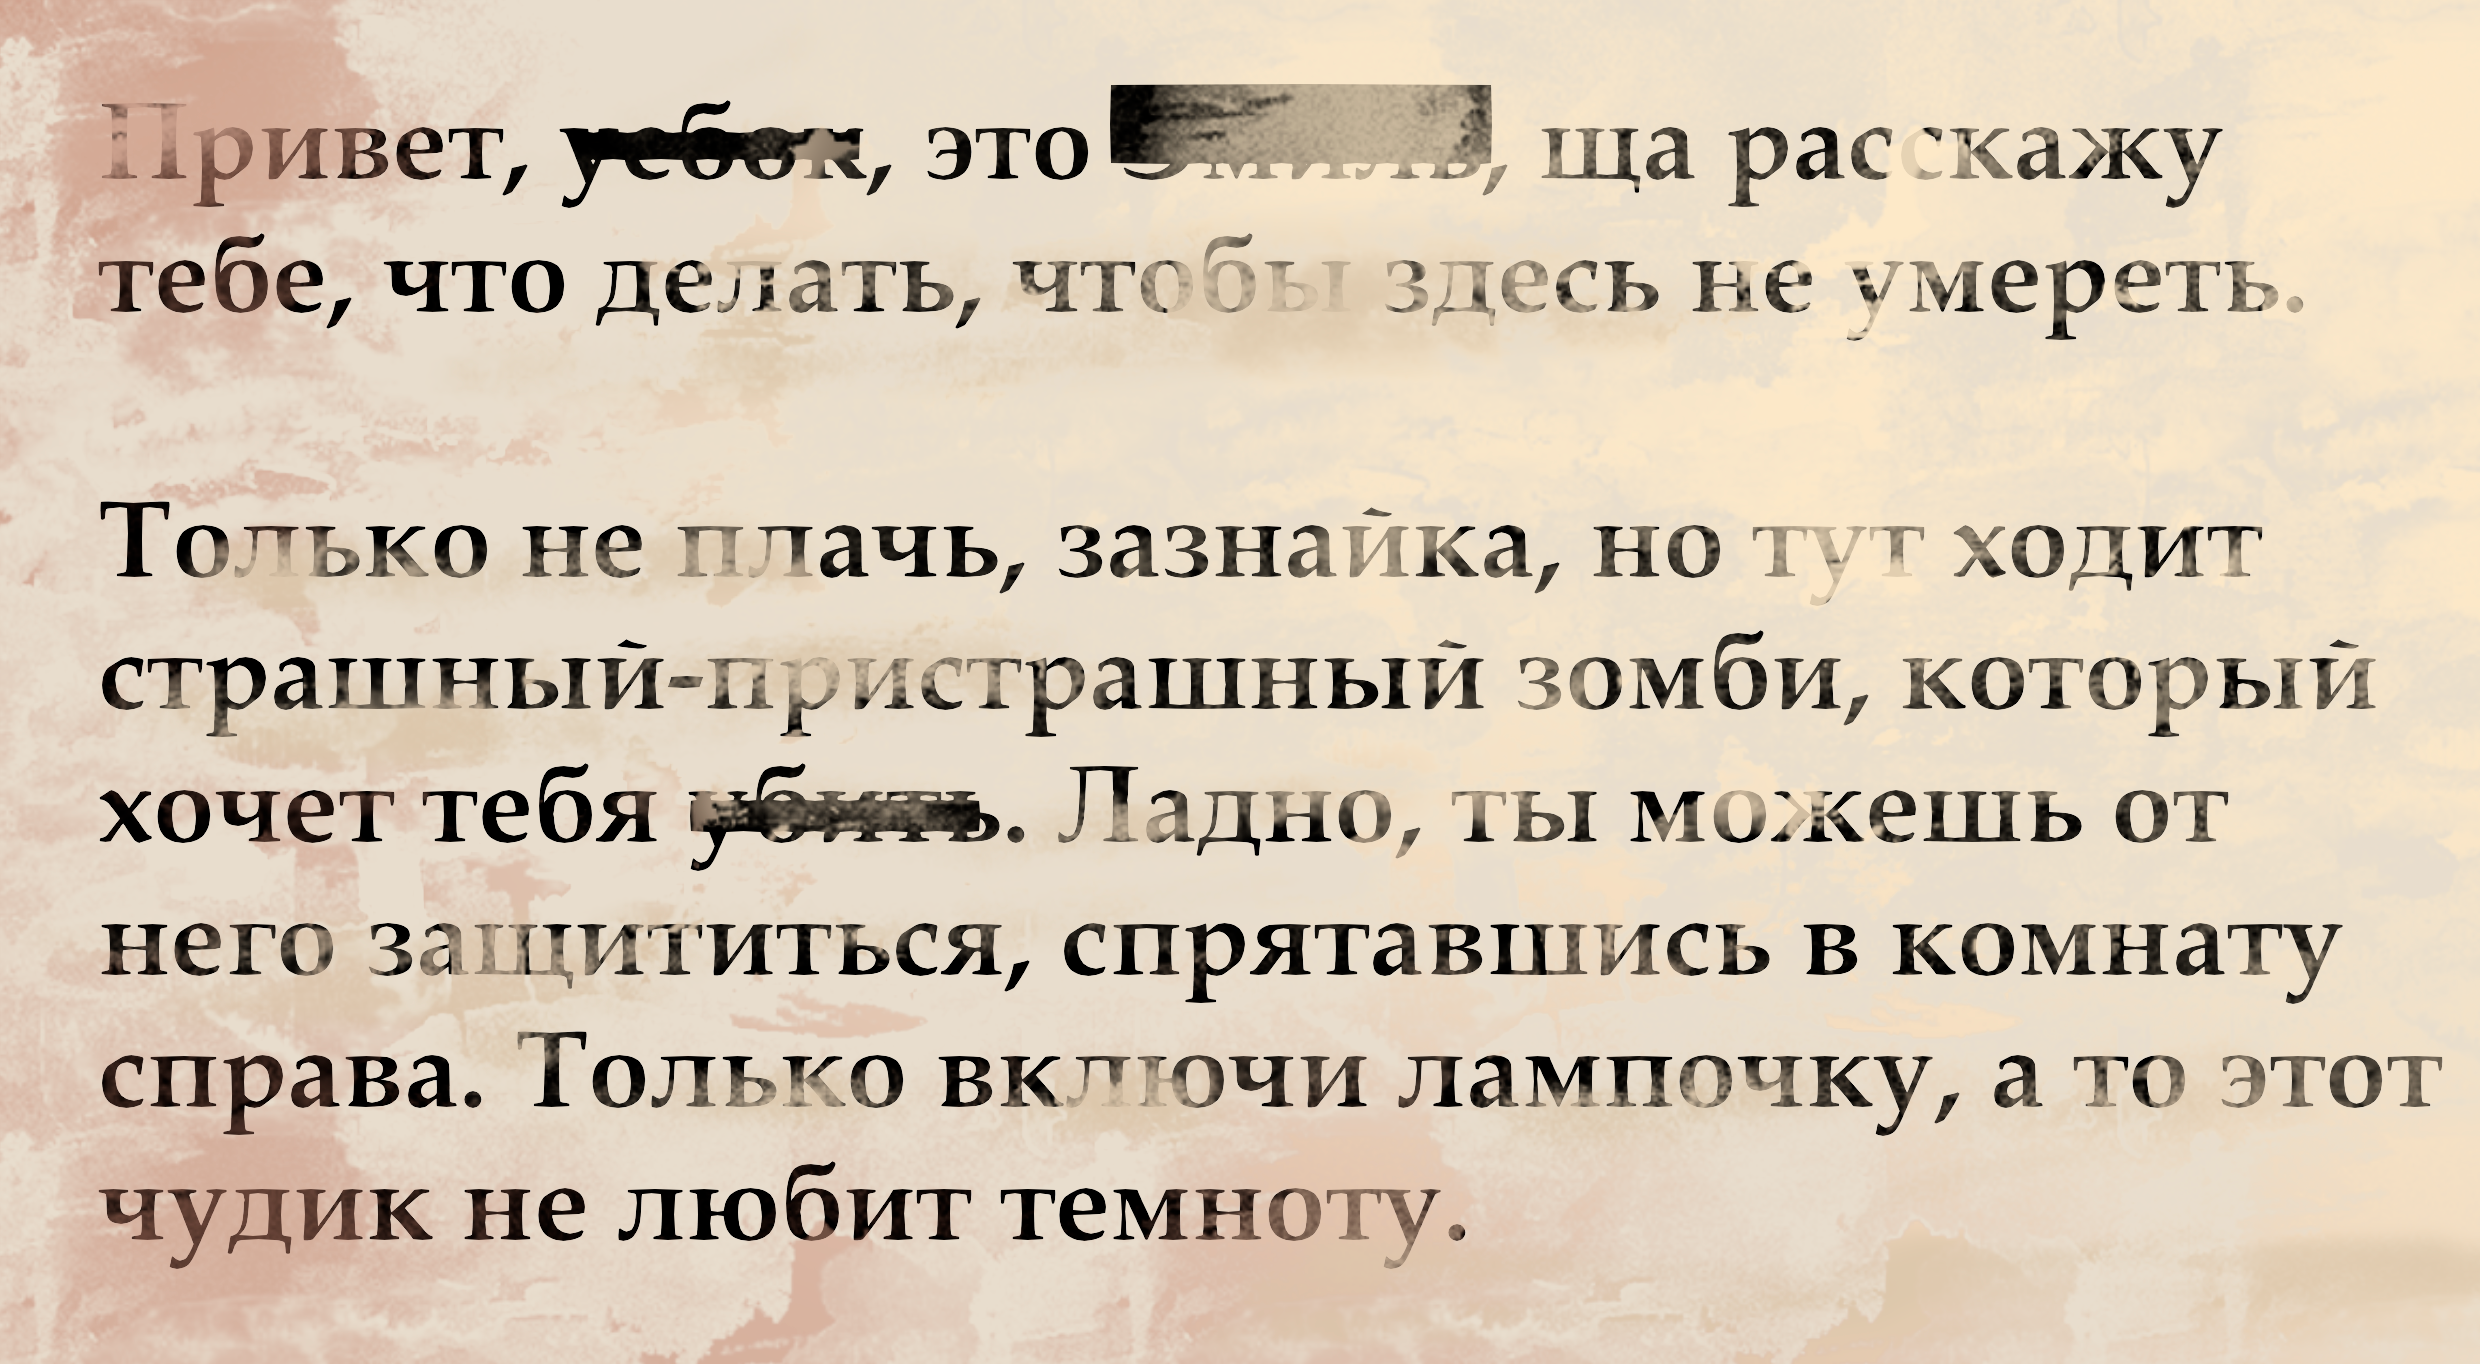 Привет, уебок, это , ща расскажу
тебе, что делать, чтобы здесь не умереть.
Только не плачь, зазнайка, но тут ходит
страшный-пристрашный зомби, который
хочет тебя убить. Ладно, ты можешь от
него защититься, спрятавшись в комнату
справа. Только включи лампочку, а то этот
чудик не любит темноту.